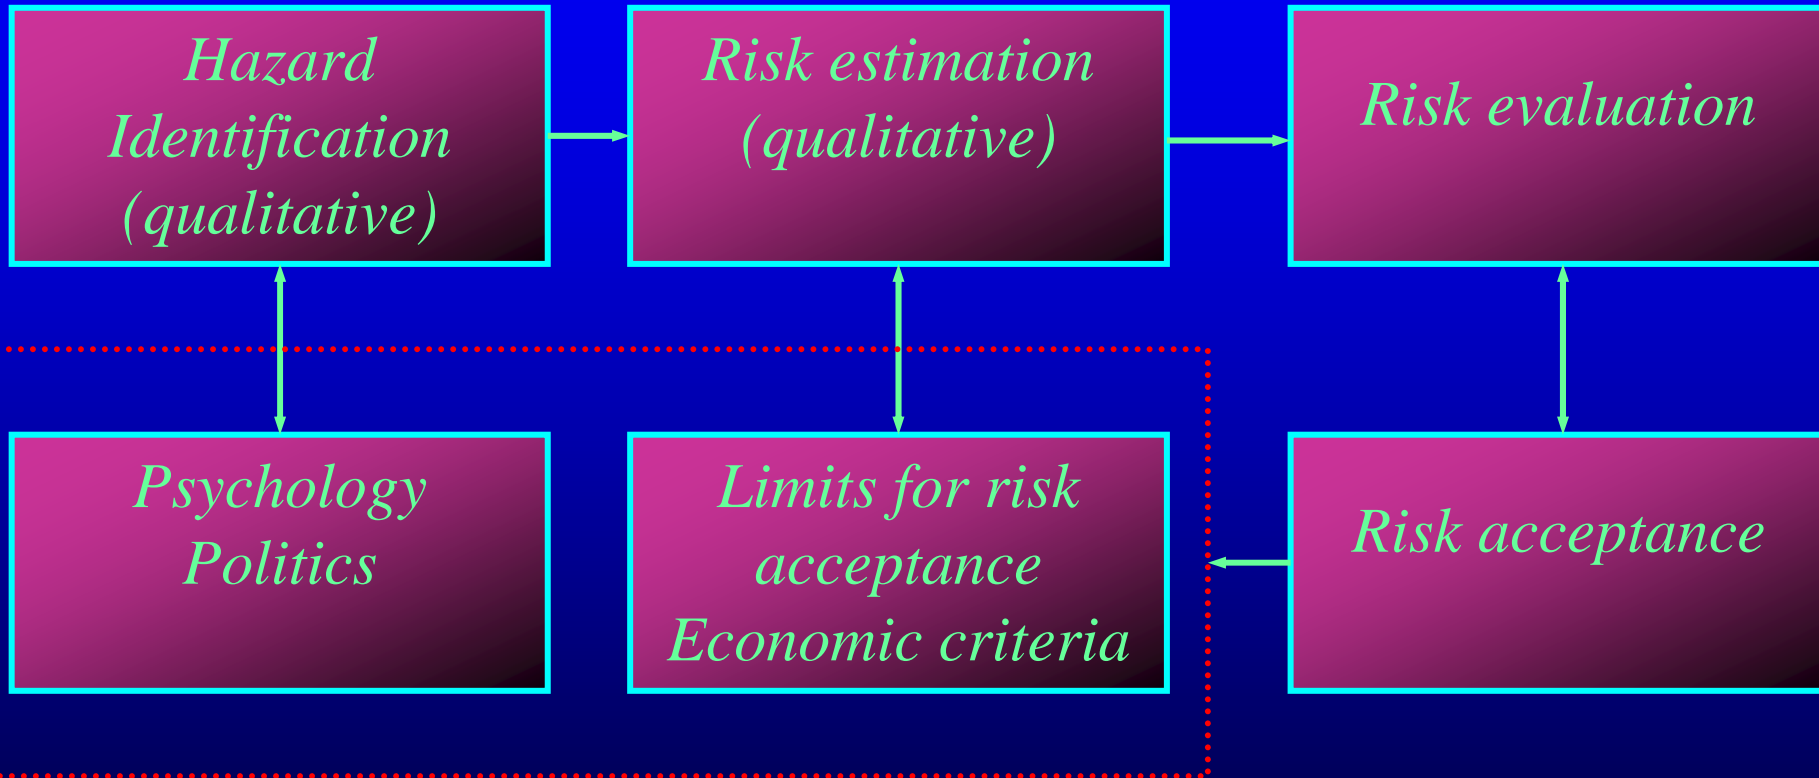 Hazard
Identification
(qualitative)
Risk estimation
(qualitative)
Risk evaluation
Psychology
Politics
Limits for risk
acceptance
Economic criteria
Risk acceptance